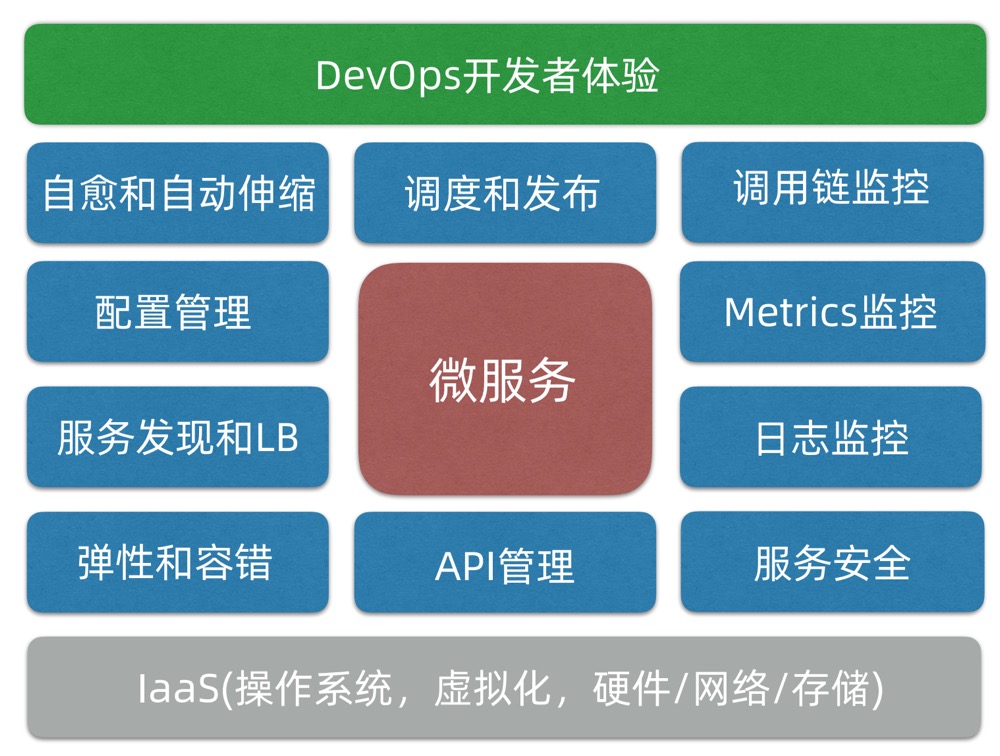 DevOps开发者体验
自愈和自动伸缩
调度和发布
调用链监控
配置管理
Metrics监控
微服务
服务发现和LB
日志监控
弹性和容错
API管理
服务安全
IaaS(操作系统，虚拟化，硬件/网络/存储)